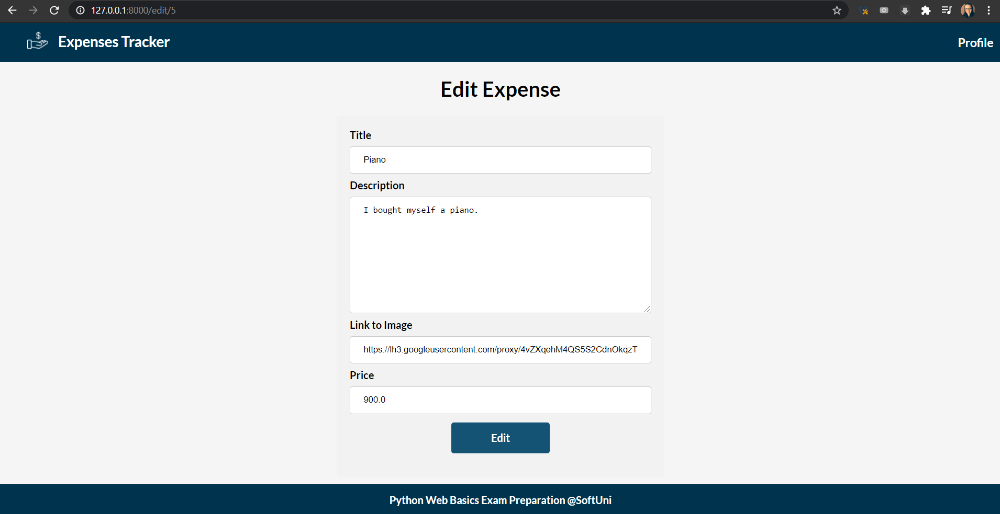 127.0.0.1:8000/edit/5
$
Expenses Tracker
Profile
Edit Expense
Title
Piano
Description
I bought myself a piano.
Link to Image
https://lh3.googleusercontent.com/proxy/4vZXqehM4QS5S2CdnOkqzT
Price
900.0
Edit
Python Web Basics Exam Preparation @SoftUni